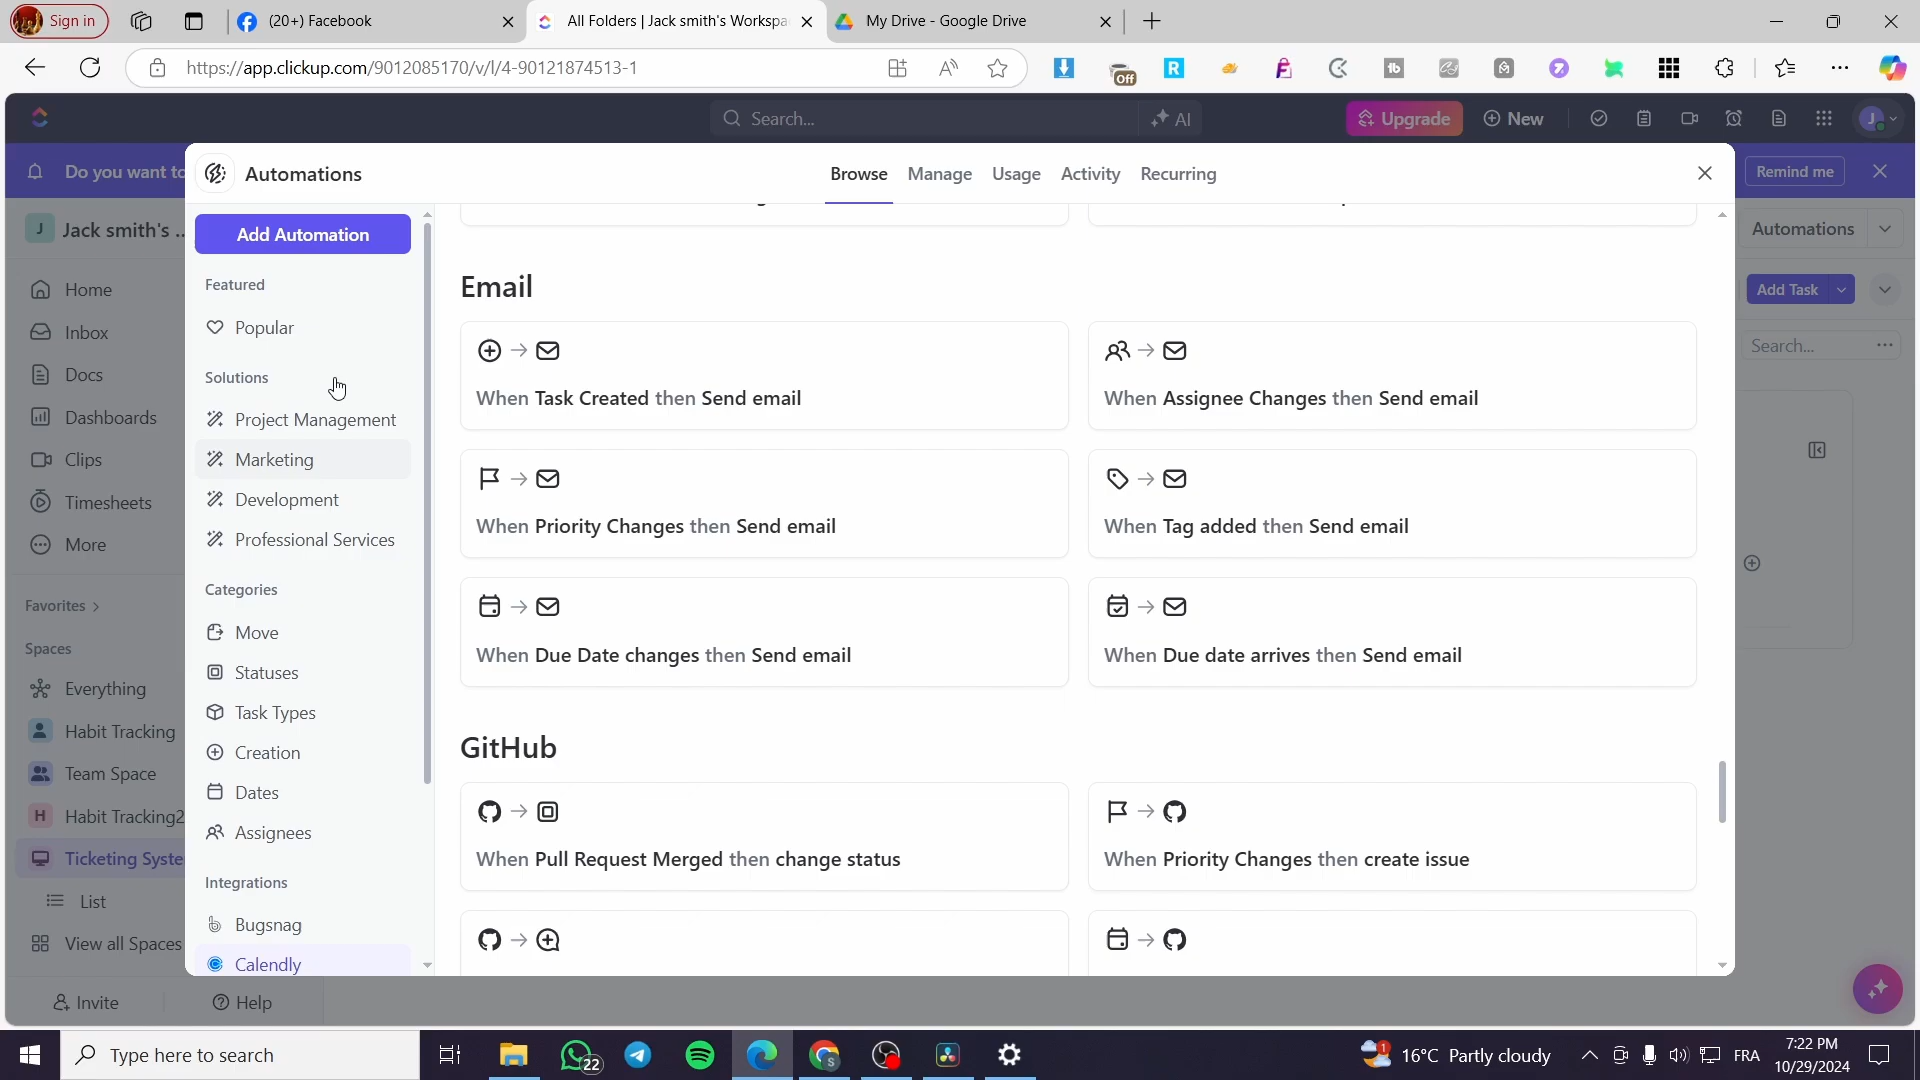 Sign in
(20+) Facebook
All Folders | Jack smith's Workspa
My Drive - Google Drive
https://app.clickup.com/9012085170/v/l/4-90121874513-1
Off
Search...
AI
Upgrade
New
J
Do you want to
Remind me
Automations
Browse
Manage
Usage
Activity
Recurring
J
Jack smith's ...
Add Automation
Automations
Featured
Popular
Email
Home
Add Task
Inbox
Search...
Docs
Solutions
When Task Created then Send email
When Assignee Changes then Send email
Dashboards
Project Management
Clips
Marketing
Timesheets
Development
When Priority Changes then Send email
When Tag added then Send email
More
Professional Services
Categories
Favorites >
Move
Spaces
Statuses
When Due Date changes then Send email
When Due date arrives then Send email
Everything
Task Types
Habit Tracking
Creation
GitHub
Team Space
Dates
H
Habit Tracking2
Assignees
Ticketing Syste
When Pull Request Merged then change status
When Priority Changes then create issue
Integrations
List
Bugsnag
View all Spaces
Calendly
Invite
Help
Type here to search
22
16°C Partly cloudy
FRA
7:22 PM
10/29/2024